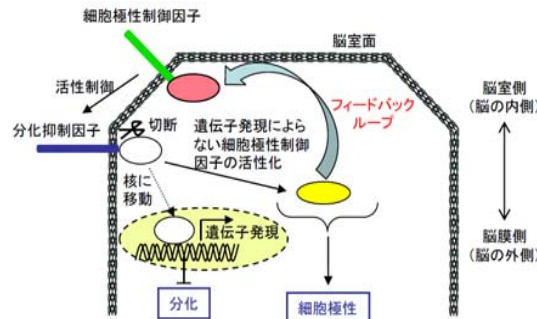 細胞極性制御因子
脳室面
活性制御
脳室側
(脳の内側)
フィードバック
ループ
分化抑制因子
切断
遺伝子発現によら
ない細胞極性制御
因子の活性化
核に
移動
脳膜側
(脳の外側)
遺伝子発現
分化
細胞極性